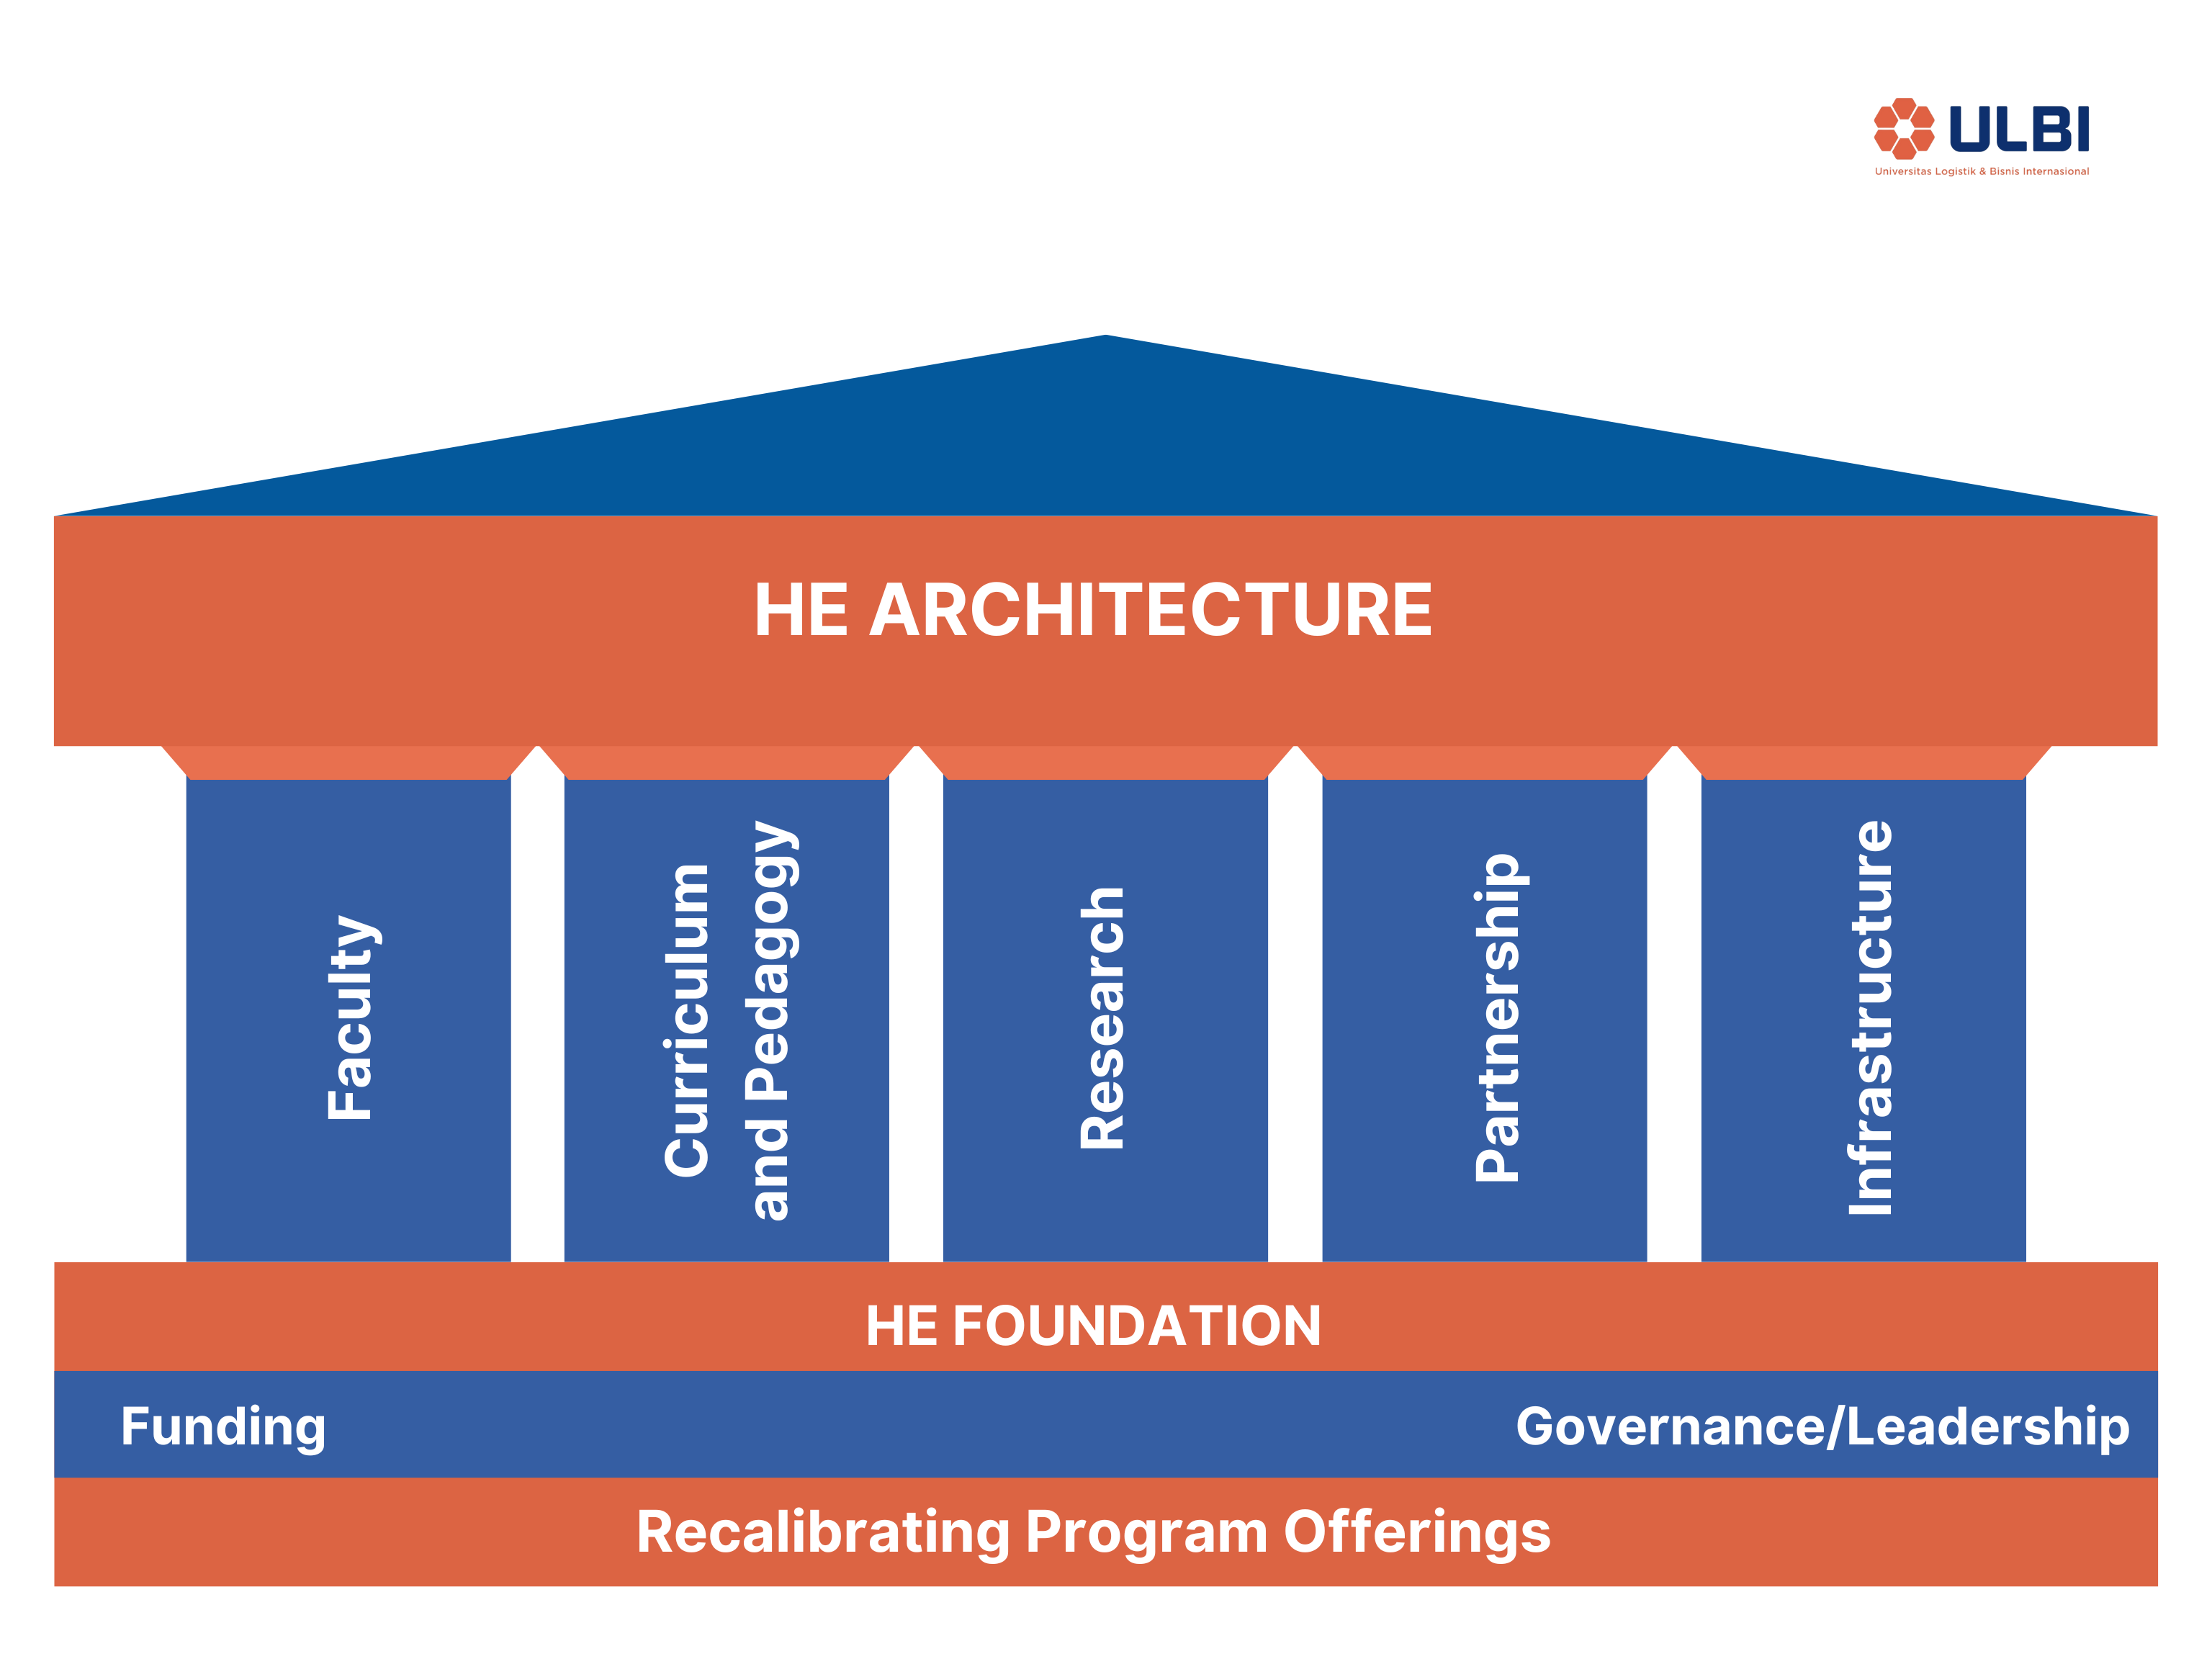 ULBI
Universitas Logistik & Bisnis Internasional
HE ARCHITECTURE
Faculty
Curriculum
and Pedagogy
Research
Partnership
Infrastructure
HE FOUNDATION
Funding
Governance/Leadership
Recalibrating Program Offerings